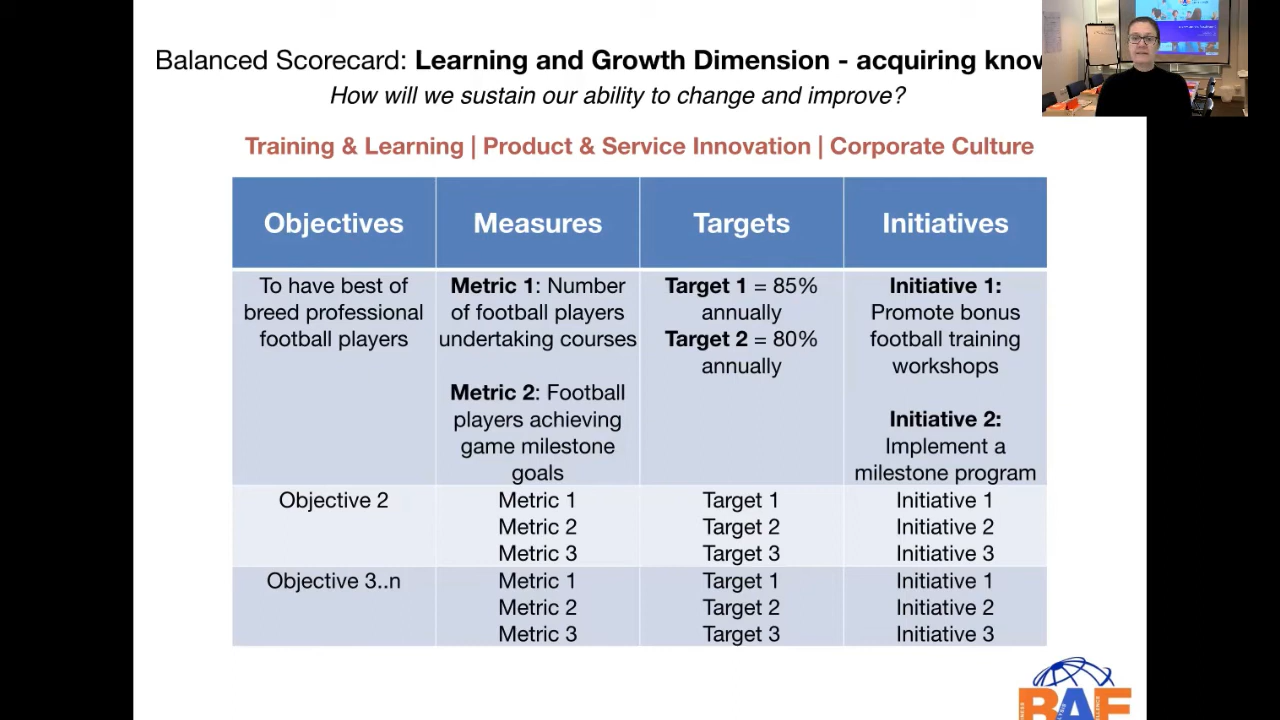 Balanced Scorecard: Learning and Growth Dimension - acquiring know
How will we sustain our ability to change and improve?
Training & Learning | Product & Service Innovation | Corporate Culture
Objectives Measures Targets Initiatives
To have best of breed professional football players
Metric 1: Number of football players undertaking courses
Metric 2: Football players achieving game milestone goals
Target 1 = 85% annually
Target 2 = 80% annually
Initiative 1: Promote bonus football training workshops
Initiative 2: Implement a milestone program
Objective 2 Metric 1 Target 1 Initiative 1
Metric 2 Target 2 Initiative 2
Metric 3 Target 3 Initiative 3
Objective 3..n Metric 1 Target 1 Initiative 1
Metric 2 Target 2 Initiative 2
Metric 3 Target 3 Initiative 3
BAE